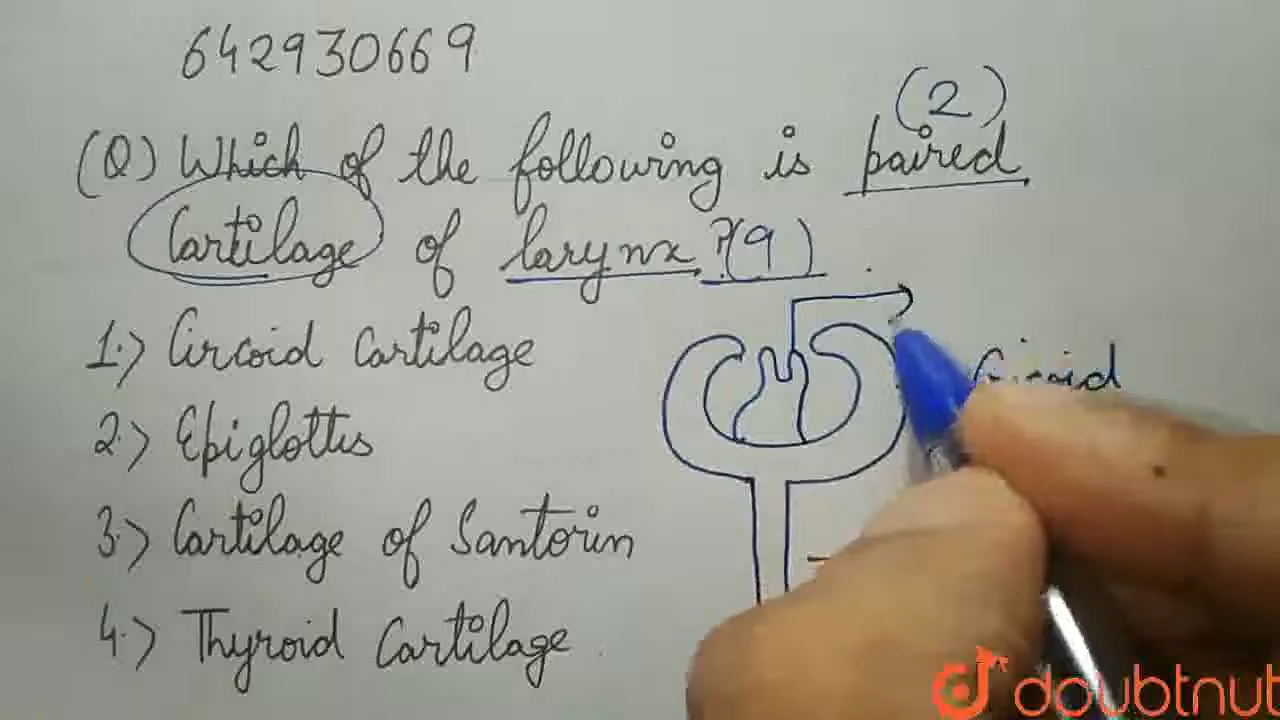 642930669
(2)
(Q) Which of the following is paired
Cartilage of larynx ?(9)
1.) Circoid Cartilage
2.) Epiglottis
3.) Cartilage of Santorin
4.) Thyroid Cartilage
doubtnut